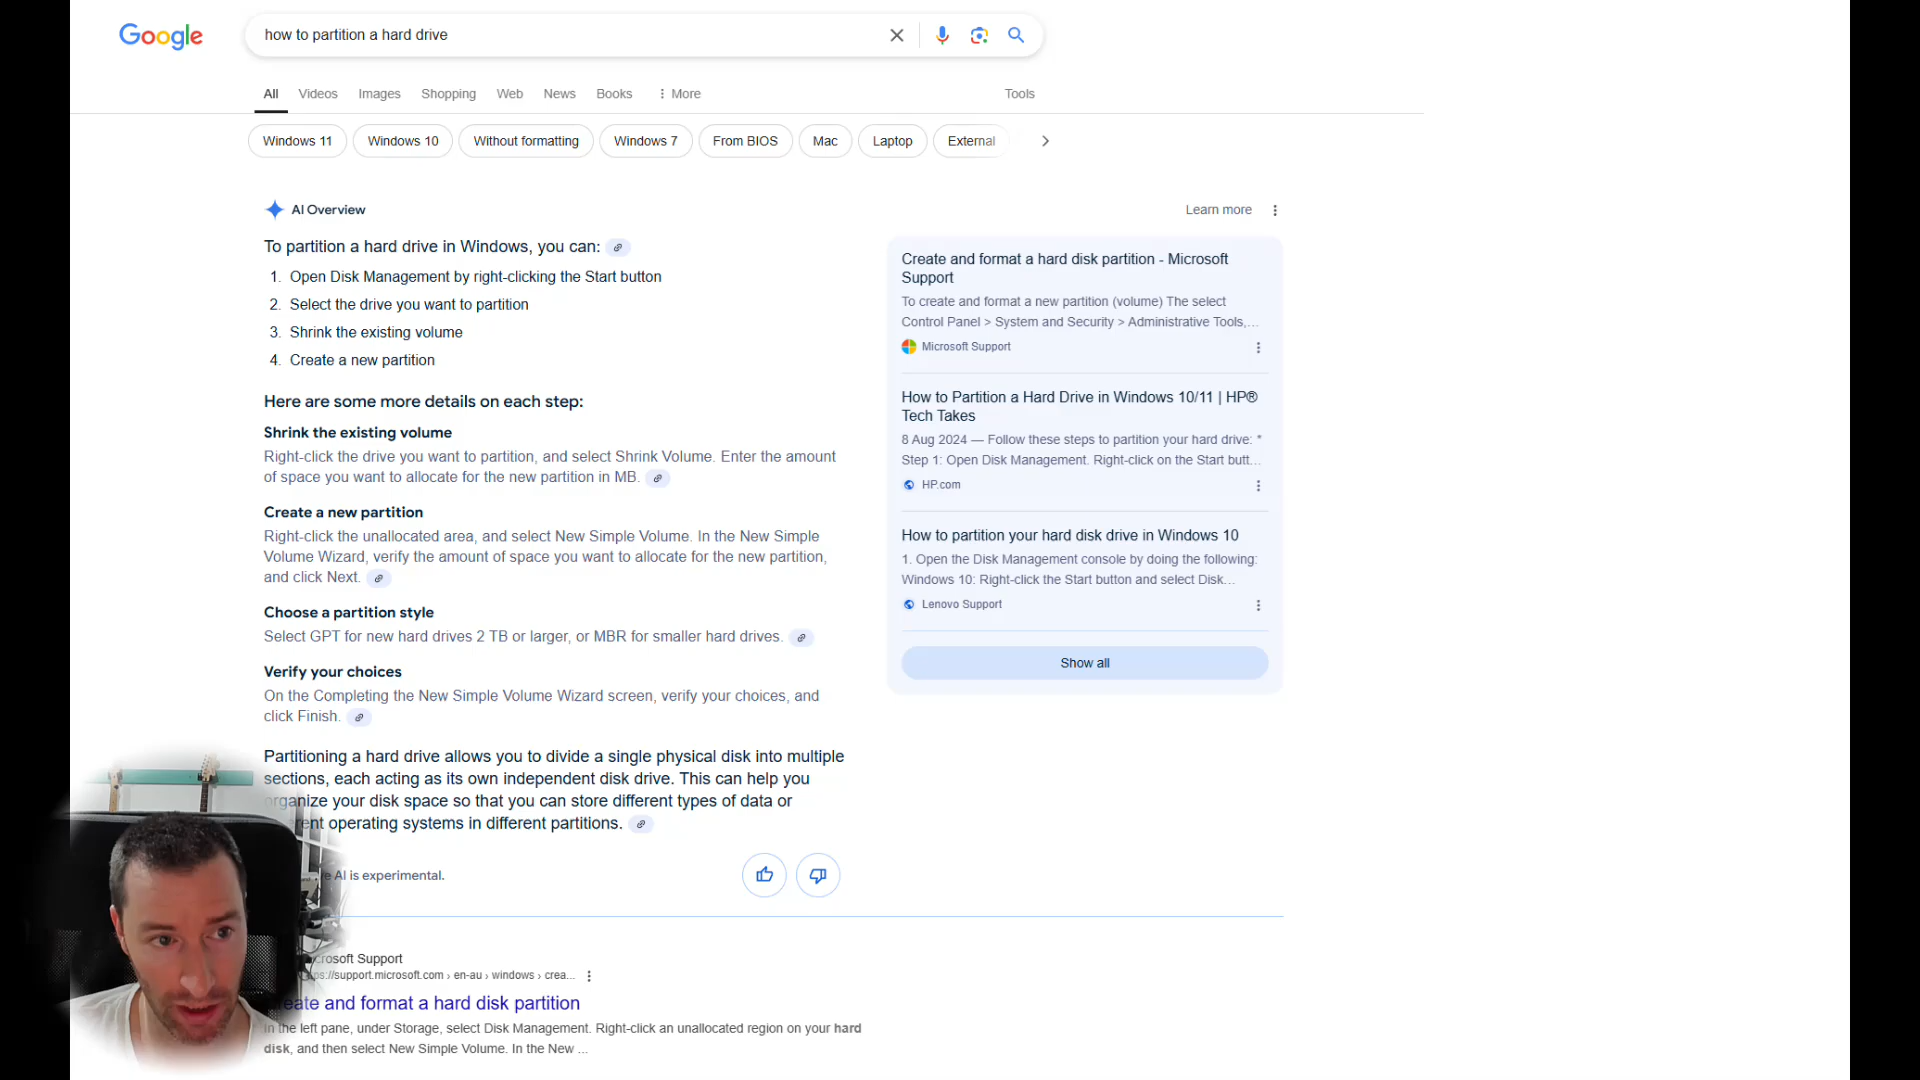 Google
how to partition a hard drive
All Videos Images Shopping Web News Books More Tools
Windows 11 Windows 10 Without formatting Windows 7 From BIOS Mac Laptop External
AI Overview
Learn more
To partition a hard drive in Windows, you can:
1. Open Disk Management by right-clicking the Start button
2. Select the drive you want to partition
3. Shrink the existing volume
4. Create a new partition
Here are some more details on each step:
Shrink the existing volume
Right-click the drive you want to partition, and select Shrink Volume. Enter the amount
of space you want to allocate for the new partition in MB.
Create a new partition
Right-click the unallocated area, and select New Simple Volume. In the New Simple
Volume Wizard, verify the amount of space you want to allocate for the new partition,
and click Next.
Choose a partition style
Select GPT for new hard drives 2 TB or larger, or MBR for smaller hard drives.
Verify your choices
On the Completing the New Simple Volume Wizard screen, verify your choices, and
click Finish.
Partitioning a hard drive allows you to divide a single physical disk into multiple
sections, each acting as its own independent disk drive. This can help you
organize your disk space so that you can store different types of data or
operating systems in different partitions.
AI is experimental.
Create and format a hard disk partition - Microsoft
Support
To create and format a new partition (volume) The select
Control Panel > System and Security > Administrative Tools,...
Microsoft Support
How to Partition a Hard Drive in Windows 10/11 | HP®
Tech Takes
8 Aug 2024 — Follow these steps to partition your hard drive: *
Step 1: Open Disk Management. Right-click on the Start butt...
HP.com
How to partition your hard disk drive in Windows 10
1. Open the Disk Management console by doing the following:
Windows 10: Right-click the Start button and select Disk...
Lenovo Support
Show all
crosoft Support
ps://support.microsoft.com › en-au › windows › crea...
eate and format a hard disk partition
In the left pane, under Storage, select Disk Management. Right-click an unallocated region on your hard
disk, and then select New Simple Volume. In the New ...